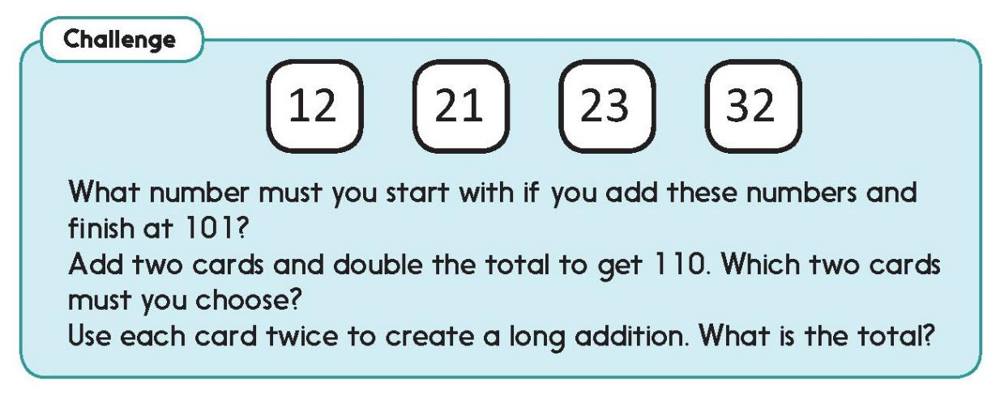 Challenge
12 21 23 32
What number must you start with if you add these numbers and
finish at 101?
Add two cards and double the total to get 110. Which two cards
must you choose?
Use each card twice to create a long addition. What is the total?